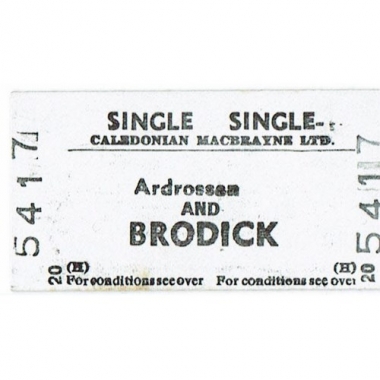 SINGLE SINGLE
CALEDONIAN MACBRAYNE LTD.
Ardrossan
AND
BRODICK
(H) (H)
For conditions see over For conditions see over
5417
20
5417
20